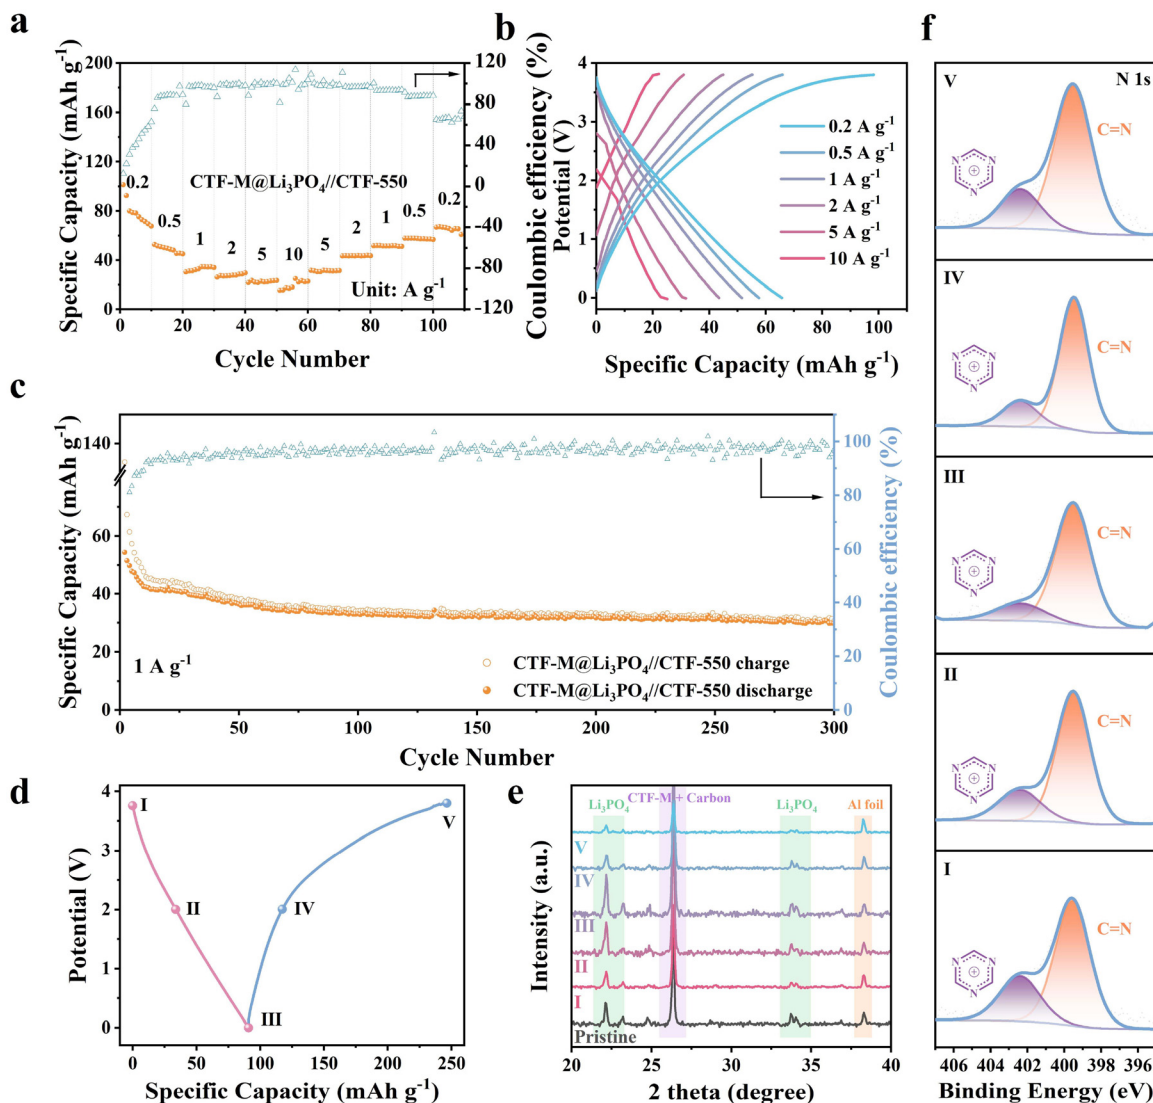 a
Specific Capacity (mAh g⁻¹)
200
160
120
80
40
0
0.2
0.5
1
2
5
10
5
2
1
0.5
0.2
CTF-M@Li₃PO₄//CTF-550
Unit: A g⁻¹
120
80
40
0
−40
−80
−120
Coulombic efficiency (%)
0 20 40 60 80 100
Cycle Number
b
Potential (V)
4
3
2
1
0
0.2 A g⁻¹
0.5 A g⁻¹
1 A g⁻¹
2 A g⁻¹
5 A g⁻¹
10 A g⁻¹
0 20 40 60 80 100
Specific Capacity (mAh g⁻¹)
c
Specific Capacity (mAh g⁻¹)
140
60
40
20
0
1 A g⁻¹
CTF-M@Li₃PO₄//CTF-550 charge
CTF-M@Li₃PO₄//CTF-550 discharge
100
80
60
40
20
0
Coulombic efficiency (%)
0 50 100 150 200 250 300
Cycle Number
d
Potential (V)
4
3
2
1
0
I
II
III
IV
V
0 50 100 150 200 250
Specific Capacity (mAh g⁻¹)
e
Intensity (a.u.)
Li₃PO₄
CTF-M + Carbon
Li₃PO₄
Al foil
V
IV
III
II
I
Pristine
20 25 30 35 40
2 theta (degree)
f
V
N 1s
C=N
N
N
N
+
IV
C=N
N
N
N
+
III
C=N
N
N
N
+
II
C=N
N
N
N
+
I
C=N
N
N
N
+
406 404 402 400 398 396
Binding Energy (eV)